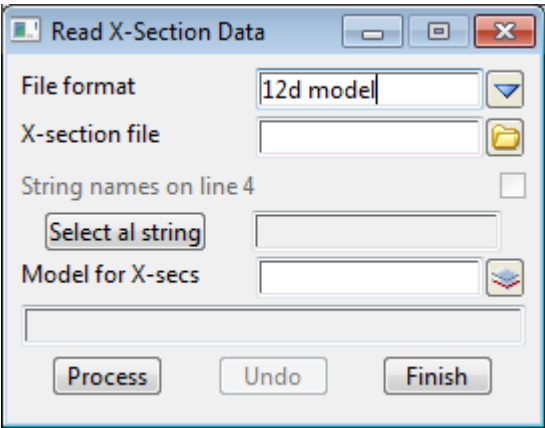 Read X-Section Data
File format 12d model
X-section file
String names on line 4
Select al string
Model for X-secs
Process Undo Finish